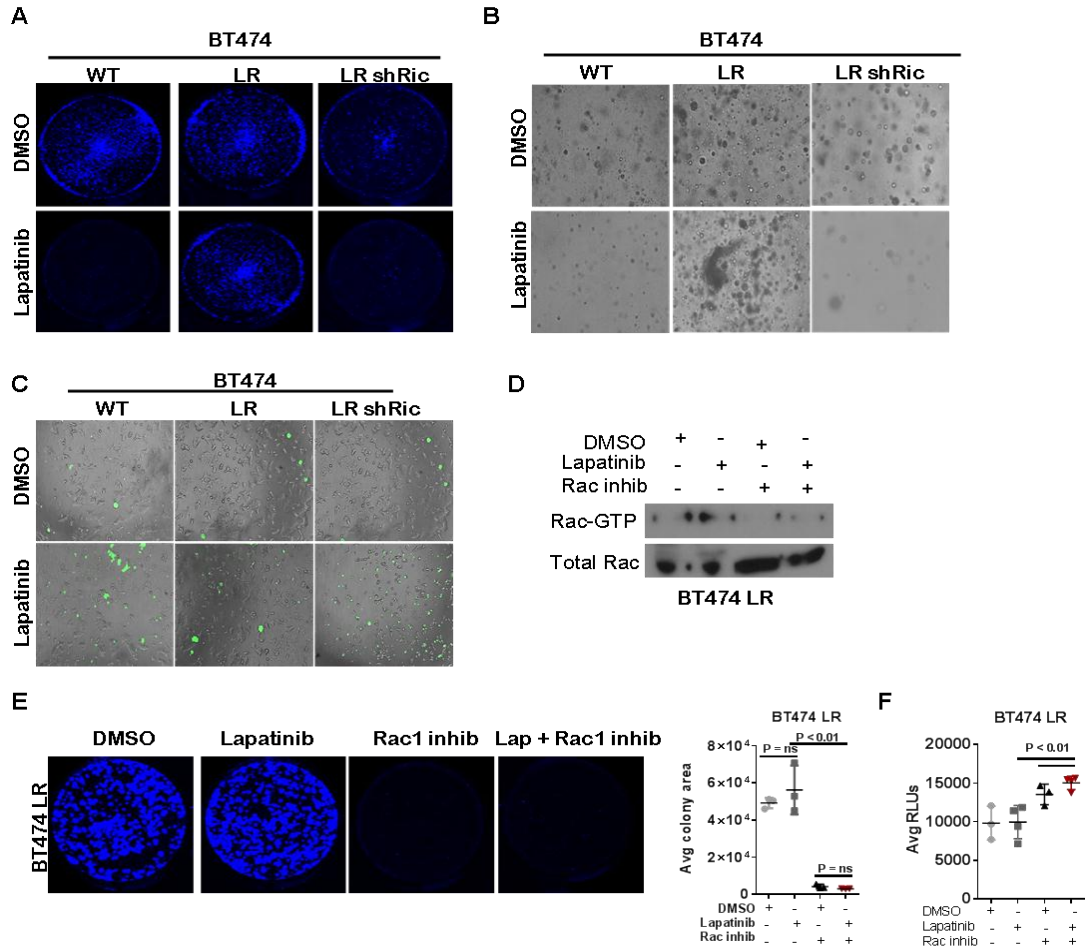 A
BT474
WT LR LR shRic
DMSO
Lapatinib
B
BT474
WT LR LR shRic
DMSO
Lapatinib
C
BT474
WT LR LR shRic
DMSO
Lapatinib
D
DMSO + - + -
Lapatinib - + - +
Rac inhib - - + +
Rac-GTP
Total Rac
BT474 LR
E
DMSO Lapatinib Rac1 inhib Lap + Rac1 inhib
BT474 LR
BT474 LR
P = ns
P < 0.01
P = ns
Avg colony area
8×10⁴
6×10⁴
4×10⁴
2×10⁴
0
DMSO + - + -
Lapatinib - + - +
Rac inhib - - + +
F
BT474 LR
P < 0.01
Avg RLUs
20000
15000
10000
5000
0
DMSO + - + -
Lapatinib - + - +
Rac inhib - - + +